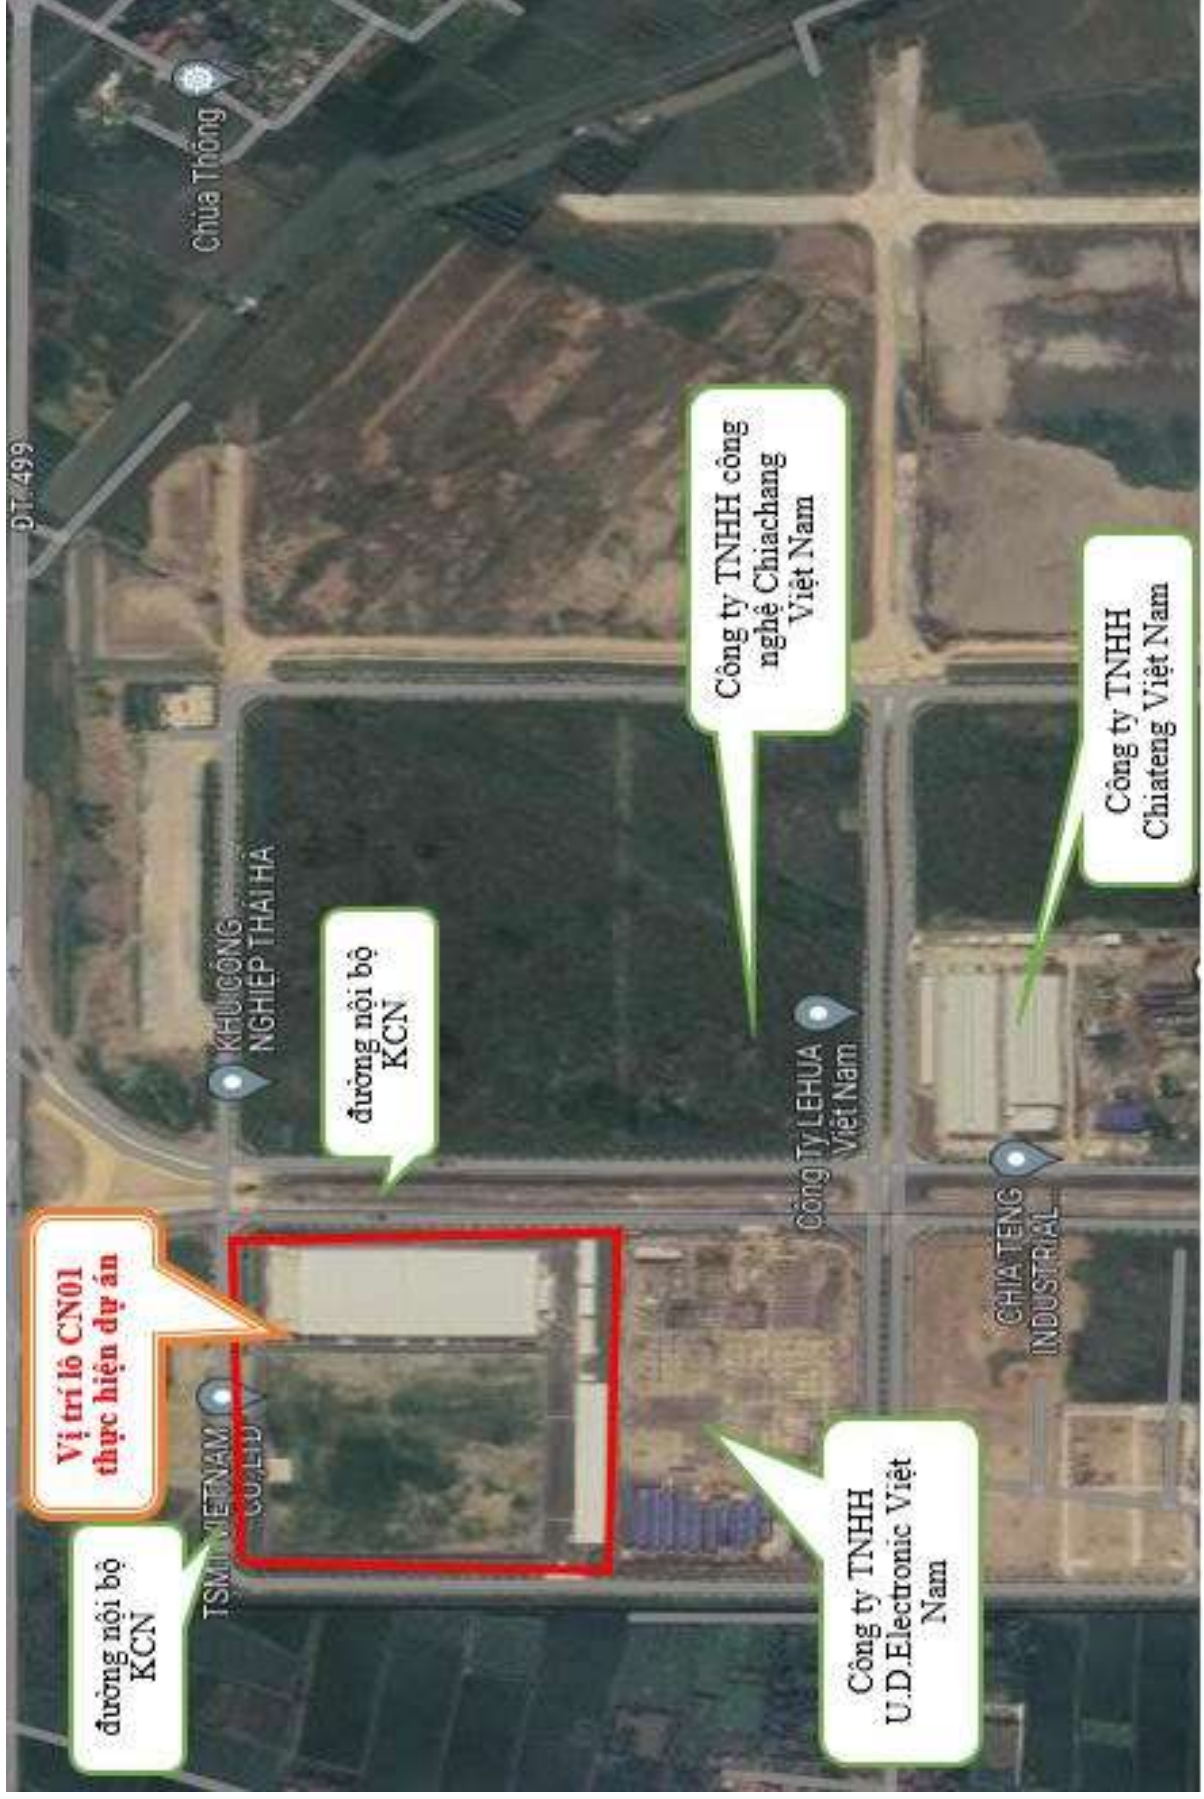 đường nội bộ
KCN
Vị trí lô CN01
thực hiện dự án
TSMT VIETNAM
CO.,LTD
đường nội bộ
KCN
KHU CÔNG
NGHIỆP THÁI HÀ
ĐT.499
Chùa Thông
Công ty TNHH
U.D.Electronic Việt
Nam
Công Ty LEHUA
Việt Nam
Công ty TNHH công
nghệ Chiachang
Việt Nam
CHIA TENG
INDUSTRIAL
Công ty TNHH
Chiateng Việt Nam